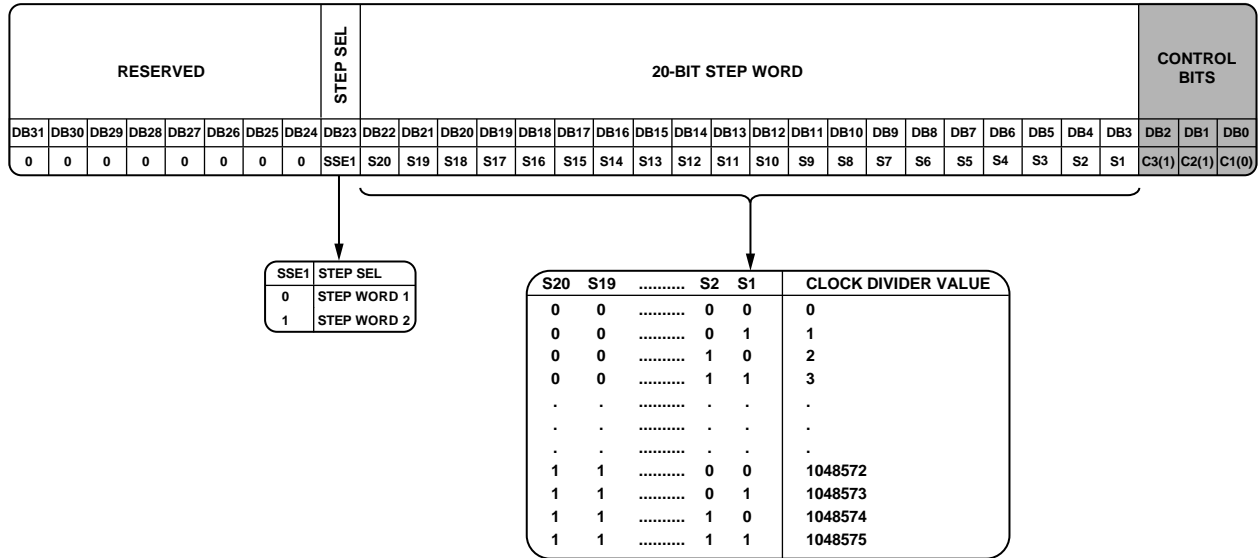 RESERVED STEP SEL 20-BIT STEP WORD CONTROL BITS
DB31 DB30 DB29 DB28 DB27 DB26 DB25 DB24 DB23 DB22 DB21 DB20 DB19 DB18 DB17 DB16 DB15 DB14 DB13 DB12 DB11 DB10 DB9 DB8 DB7 DB6 DB5 DB4 DB3 DB2 DB1 DB0
0 0 0 0 0 0 0 0 SSE1 S20 S19 S18 S17 S16 S15 S14 S13 S12 S11 S10 S9 S8 S7 S6 S5 S4 S3 S2 S1 C3(1) C2(1) C1(0)
SSE1 STEP SEL
0 STEP WORD 1
1 STEP WORD 2
S20 S19 .......... S2 S1 CLOCK DIVIDER VALUE
0 0 .......... 0 0 0
0 0 .......... 0 1 1
0 0 .......... 1 0 2
0 0 .......... 1 1 3
. . .......... . . .
. . .......... . . .
. . .......... . . .
1 1 .......... 0 0 1048572
1 1 .......... 0 1 1048573
1 1 .......... 1 0 1048574
1 1 .......... 1 1 1048575